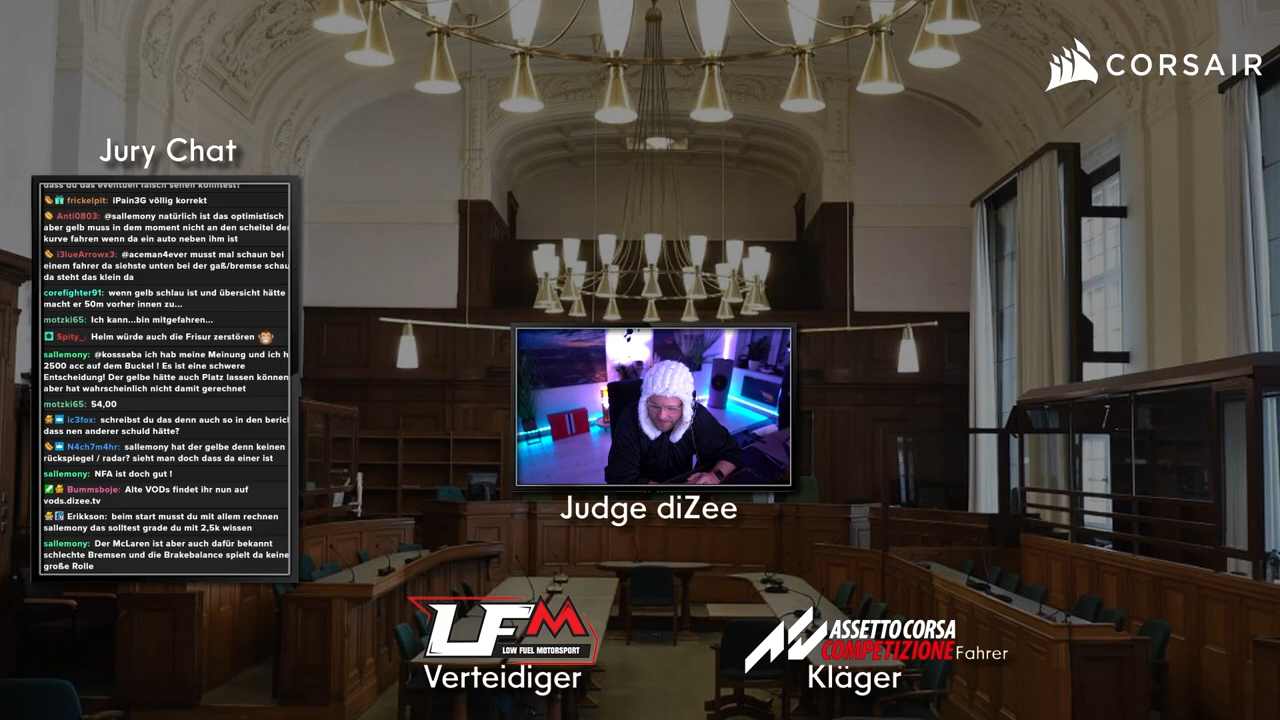 CORSAIR
Jury Chat
dass du das eventuell falsch sehen könntest!
frickelpit: iPain3G völlig korrekt
Anti0803: @sallemony natürlich ist das optimistisch
aber gelb muss in dem moment nicht an den scheitel der
kurve fahren wenn da ein auto neben ihm ist
i3lueArrowx3: @aceman4ever musst mal schaun bei
einem fahrer da siehste unten bei der gaß/bremse schau
da steht das klein da
corefighter91: wenn gelb schlau ist und übersicht hätte
macht er 50m vorher innen zu...
motzki65: Ich kann...bin mitgefahren...
Spity_: Helm würde auch die Frisur zerstören
sallemony: @kossseba ich hab meine Meinung und ich h
2500 acc auf dem Buckel ! Es ist eine schwere
Entscheidung! Der gelbe hätte auch Platz lassen können
aber hat wahrscheinlich nicht damit gerechnet
motzki65: 54,00
ic3fox: schreibst du das denn auch so in den beric
dass nen anderer schuld hätte?
N4ch7m4hr: sallemony hat der gelbe denn keinen
rückspiegel / radar? sieht man doch dass da einer ist
sallemony: NFA ist doch gut !
Bummsboje: Alte VODs findet ihr nun auf
vods.dizee.tv
Erikkson: beim start musst du mit allem rechnen
sallemony das solltest grade du mit 2,5k wissen
sallemony: Der McLaren ist aber auch dafür bekannt
schlechte Bremsen und die Brakebalance spielt da keine
große Rolle
Judge diZee
LFM
LOW FUEL MOTORSPORT
Verteidiger
ASSETTO CORSA
COMPETIZIONE Fahrer
Kläger